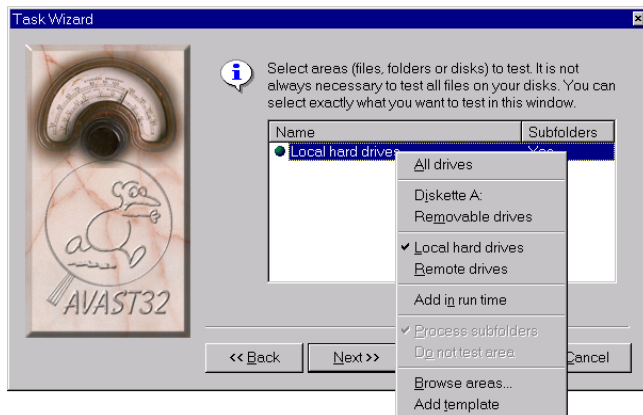 Task Wizard
Select areas (files, folders or disks) to test. It is not
always necessary to test all files on your disks. You can
select exactly what you want to test in this window.
Name Subfolders
Local hard drives Yes
All drives
Diskette A:
Removable drives
Local hard drives
Remote drives
Add in run time
Process subfolders
Do not test area
Browse areas...
Add template
AVAST32
<< Back Next >> Cancel